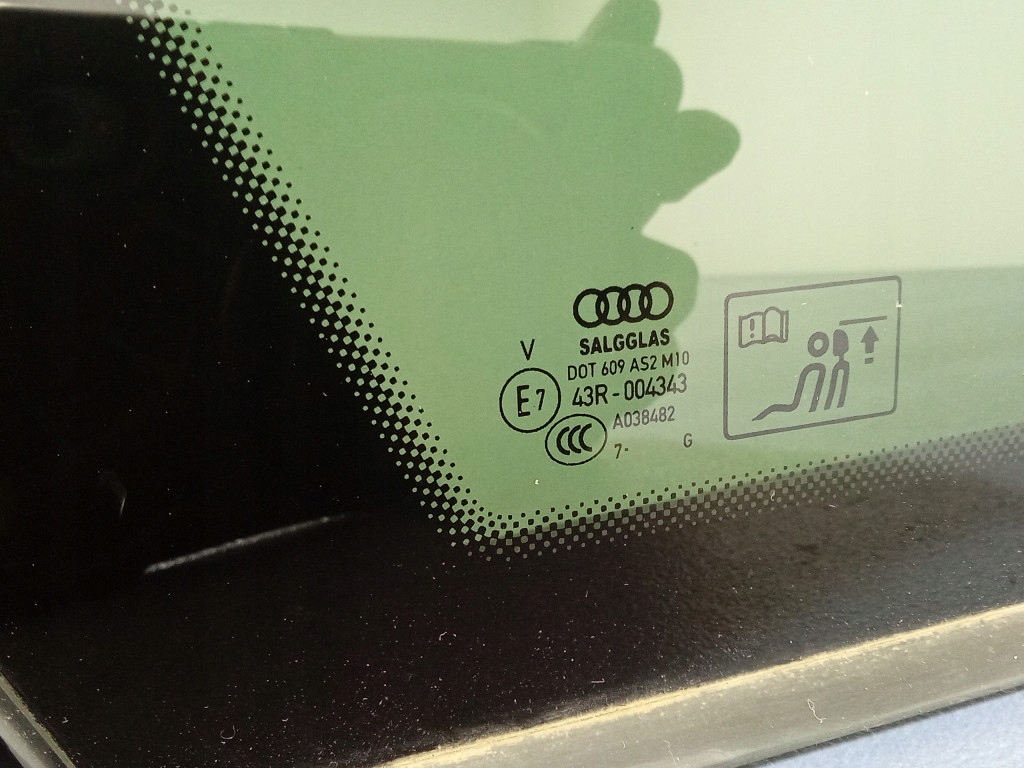 SALGGLAS
V
DOT 609 AS2 M10
E7
43R-004343
CCC
A038482
7· G
!